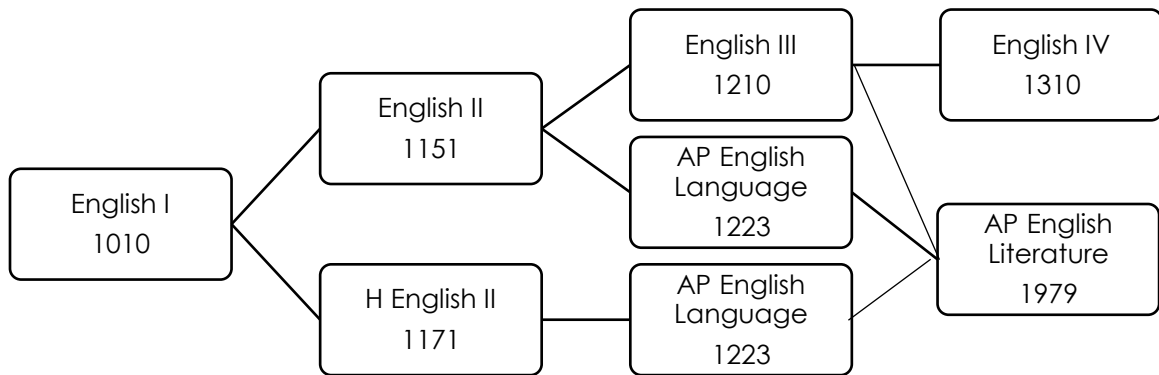 English I
1010
English II
1151
H English II
1171
English III
1210
AP English
Language
1223
AP English
Language
1223
English IV
1310
AP English
Literature
1979